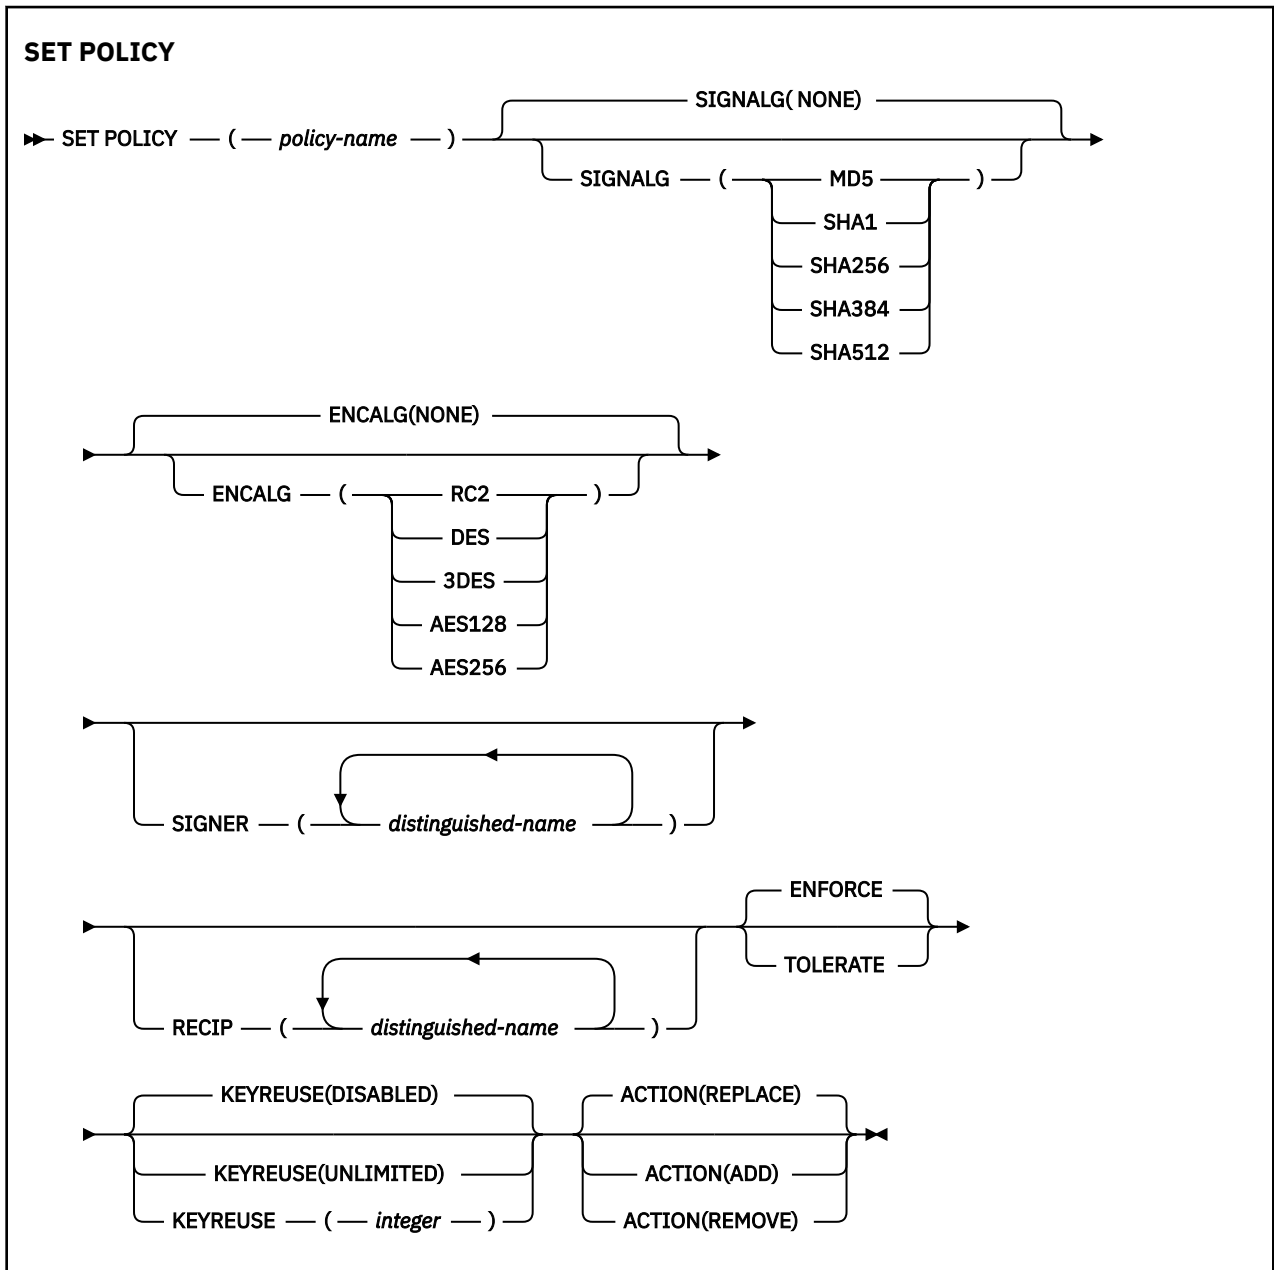 SET POLICY
SIGNALG( NONE)
SET POLICY ( policy-name )
SIGNALG ( MD5 )
SHA1
SHA256
SHA384
SHA512
ENCALG(NONE)
ENCALG ( RC2 )
DES
3DES
AES128
AES256
SIGNER ( distinguished-name )
ENFORCE
TOLERATE
RECIP ( distinguished-name )
KEYREUSE(DISABLED) ACTION(REPLACE)
KEYREUSE(UNLIMITED) ACTION(ADD)
KEYREUSE ( integer ) ACTION(REMOVE)